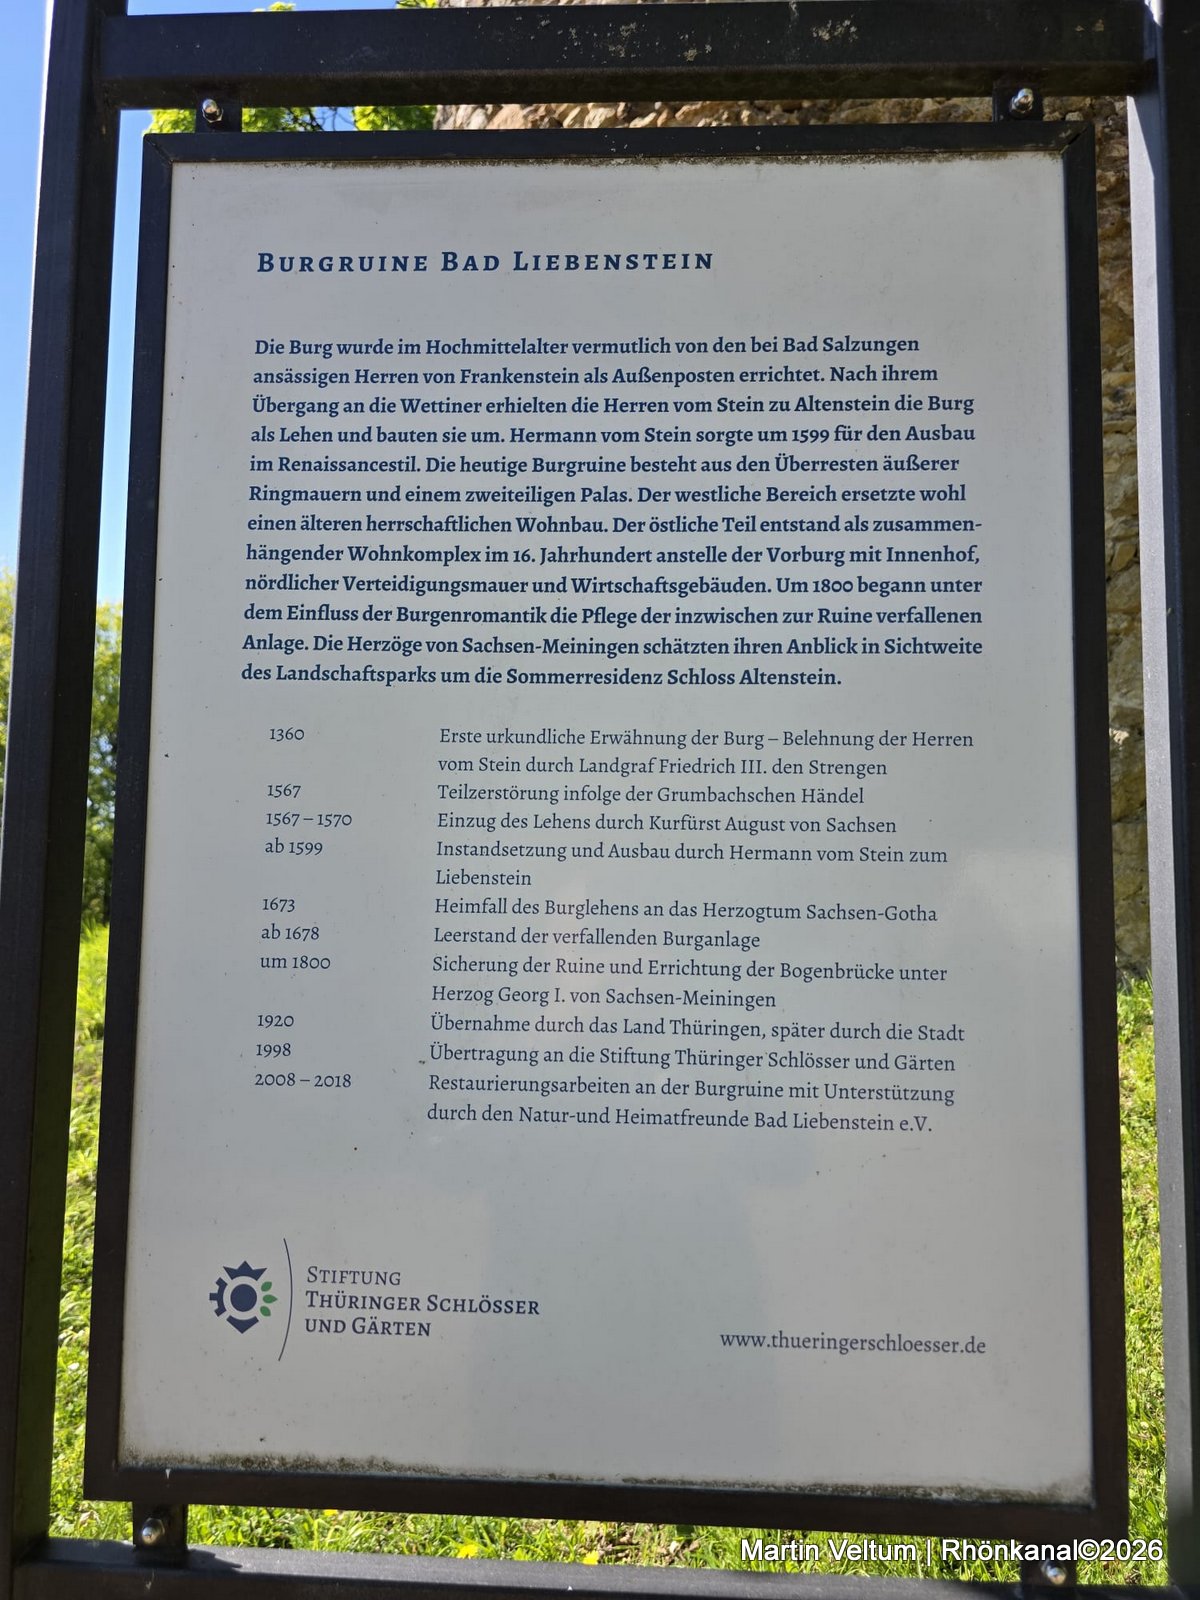 Burgruine Bad Liebenstein
Die Burg wurde im Hochmittelalter vermutlich von den bei Bad Salzungen
ansässigen Herren von Frankenstein als Außenposten errichtet. Nach ihrem
Übergang an die Wettiner erhielten die Herren vom Stein zu Altenstein die Burg
als Lehen und bauten sie um. Hermann vom Stein sorgte um 1599 für den Ausbau
im Renaissancestil. Die heutige Burgruine besteht aus den Überresten äußerer
Ringmauern und einem zweiteiligen Palas. Der westliche Bereich ersetzte wohl
einen älteren herrschaftlichen Wohnbau. Der östliche Teil entstand als zusammen-
hängender Wohnkomplex im 16. Jahrhundert anstelle der Vorburg mit Innenhof,
nördlicher Verteidigungsmauer und Wirtschaftsgebäuden. Um 1800 begann unter
dem Einfluss der Burgenromantik die Pflege der inzwischen zur Ruine verfallenen
Anlage. Die Herzöge von Sachsen-Meiningen schätzten ihren Anblick in Sichtweite
des Landschaftsparks um die Sommerresidenz Schloss Altenstein.
1360 Erste urkundliche Erwähnung der Burg – Belehnung der Herren
vom Stein durch Landgraf Friedrich III. den Strengen
1567 Teilzerstörung infolge der Grumbachschen Händel
1567 – 1570 Einzug des Lehens durch Kurfürst August von Sachsen
ab 1599 Instandsetzung und Ausbau durch Hermann vom Stein zum
Liebenstein
1673 Heimfall des Burglehens an das Herzogtum Sachsen-Gotha
ab 1678 Leerstand der verfallenden Burganlage
um 1800 Sicherung der Ruine und Errichtung der Bogenbrücke unter
Herzog Georg I. von Sachsen-Meiningen
1920 Übernahme durch das Land Thüringen, später durch die Stadt
1998 Übertragung an die Stiftung Thüringer Schlösser und Gärten
2008 – 2018 Restaurierungsarbeiten an der Burgruine mit Unterstützung
durch den Natur-und Heimatfreunde Bad Liebenstein e.V.
Stiftung
Thüringer Schlösser
und Gärten
www.thueringerschloesser.de
Martin Veltum | Rhönkanal©2026